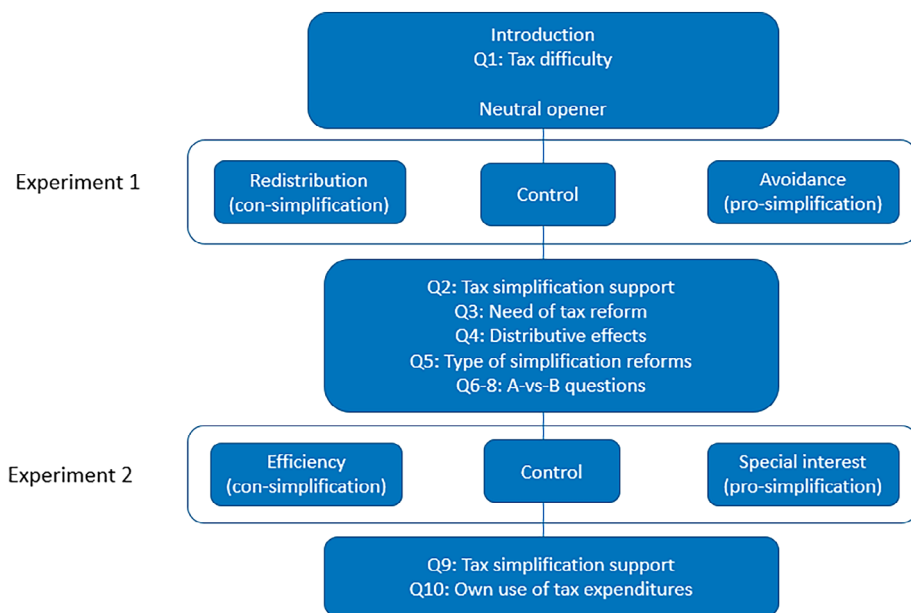 Introduction
Q1: Tax difficulty
Neutral opener
Experiment 1
Redistribution
(con-simplification)
Control
Avoidance
(pro-simplification)
Q2: Tax simplification support
Q3: Need of tax reform
Q4: Distributive effects
Q5: Type of simplification reforms
Q6-8: A-vs-B questions
Experiment 2
Efficiency
(con-simplification)
Control
Special interest
(pro-simplification)
Q9: Tax simplification support
Q10: Own use of tax expenditures